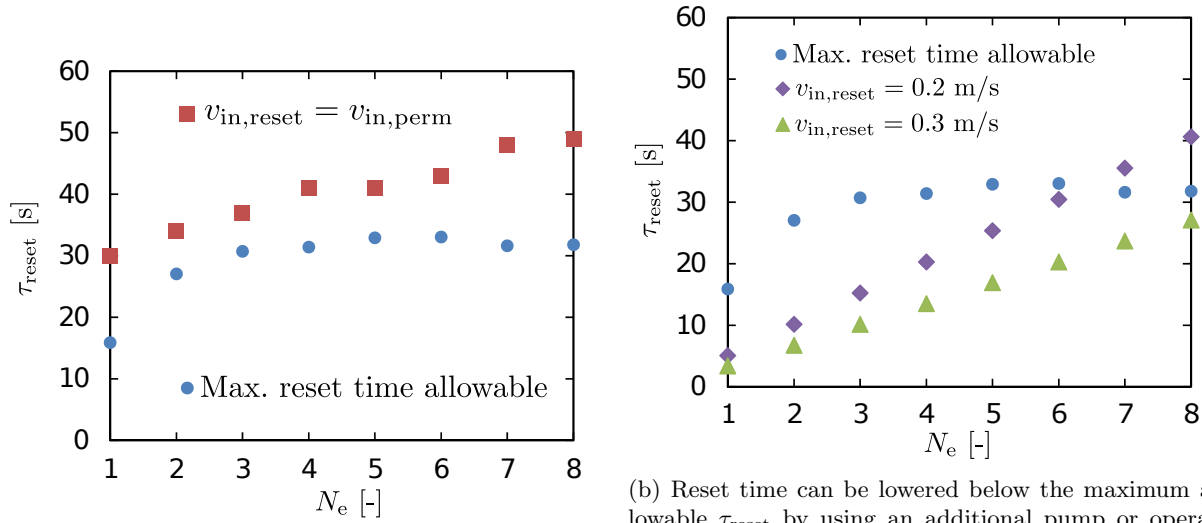 60
50
40
30
20
10
0
τreset [s]
v_in,reset = v_in,perm
Max. reset time allowable
1 2 3 4 5 6 7 8
N_e [-]
60
50
40
30
20
10
0
τreset [s]
Max. reset time allowable
v_in,reset = 0.2 m/s
v_in,reset = 0.3 m/s
1 2 3 4 5 6 7 8
N_e [-]
(b) Reset time can be lowered below the maximum a
lowable τreset by using an additional pump or opera